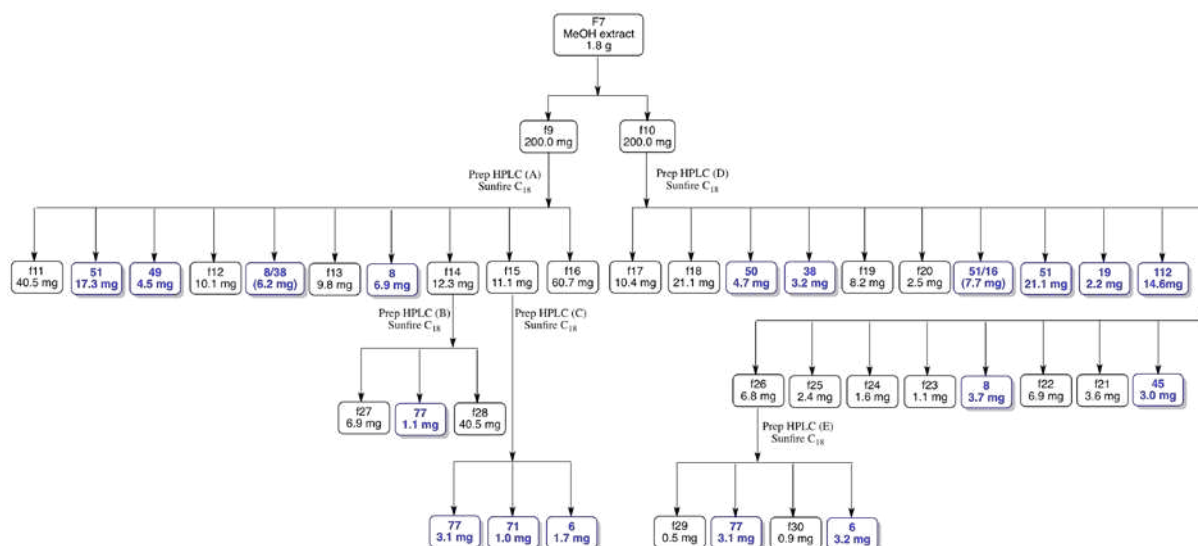 F7
MeOH extract
1.8 g
f9
200.0 mg
f10
200.0 mg
Prep HPLC (A)
Sunfire C18
Prep HPLC (D)
Sunfire C18
f11
40.5 mg
51
17.3 mg
49
4.5 mg
f12
10.1 mg
8/38
(6.2 mg)
f13
9.8 mg
8
6.9 mg
f14
12.3 mg
f15
11.1 mg
f16
60.7 mg
f17
10.4 mg
f18
21.1 mg
50
4.7 mg
38
3.2 mg
f19
8.2 mg
f20
2.5 mg
51/16
(7.7 mg)
51
21.1 mg
19
2.2 mg
112
14.6mg
Prep HPLC (B)
Sunfire C18
Prep HPLC (C)
Sunfire C18
f27
6.9 mg
77
1.1 mg
f28
40.5 mg
f26
6.8 mg
f25
2.4 mg
f24
1.6 mg
f23
1.1 mg
8
3.7 mg
f22
6.9 mg
f21
3.6 mg
45
3.0 mg
Prep HPLC (E)
Sunfire C18
77
3.1 mg
71
1.0 mg
6
1.7 mg
f29
0.5 mg
77
3.1 mg
f30
0.9 mg
6
3.2 mg